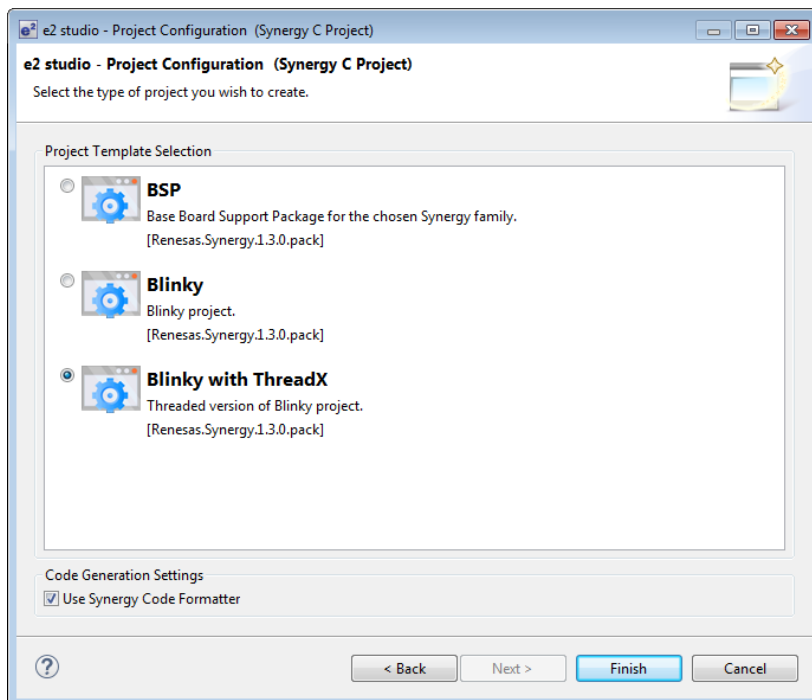 e² e2 studio - Project Configuration (Synergy C Project)
e2 studio - Project Configuration (Synergy C Project)
Select the type of project you wish to create.
Project Template Selection
BSP
Base Board Support Package for the chosen Synergy family.
[Renesas.Synergy.1.3.0.pack]
Blinky
Blinky project.
[Renesas.Synergy.1.3.0.pack]
Blinky with ThreadX
Threaded version of Blinky project.
[Renesas.Synergy.1.3.0.pack]
Code Generation Settings
Use Synergy Code Formatter
? < Back Next > Finish Cancel